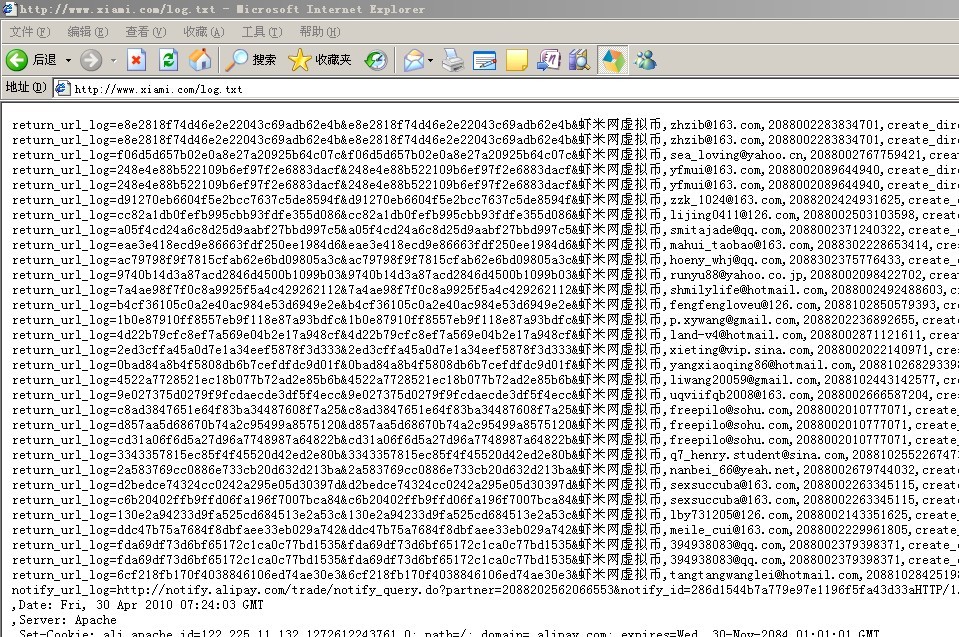 http://www.xiami.com/log.txt - Microsoft Internet Explorer
文件(F) 编辑(E) 查看(V) 收藏(A) 工具(T) 帮助(H)
后退 搜索 收藏夹
地址(D) http://www.xiami.com/log.txt
return_url_log=e8e2818f74d46e2e22043c69adb62e4b&e8e2818f74d46e2e22043c69adb62e4b&虾米网虚拟币,zhzib@163.com,2088002283834701,create_dire
return_url_log=e8e2818f74d46e2e22043c69adb62e4b&e8e2818f74d46e2e22043c69adb62e4b&虾米网虚拟币,zhzib@163.com,2088002283834701,create_dire
return_url_log=f06d5d657b02e0a8e27a20925b64c07c&f06d5d657b02e0a8e27a20925b64c07c&虾米网虚拟币,sea_loving@yahoo.cn,2088002767759421,crea
return_url_log=248e4e88b522109b6ef97f2e6883dacf&248e4e88b522109b6ef97f2e6883dacf&虾米网虚拟币,yfmui@163.com,2088002089644940,create_dire
return_url_log=248e4e88b522109b6ef97f2e6883dacf&248e4e88b522109b6ef97f2e6883dacf&虾米网虚拟币,yfmui@163.com,2088002089644940,create_dire
return_url_log=d91270eb6604f5e2bcc7637c5de8594f&d91270eb6604f5e2bcc7637c5de8594f&虾米网虚拟币,zzk_1024@163.com,2088202424931625,create_d
return_url_log=cc82a1db0fefb995cbb93fdfe355d086&cc82a1db0fefb995cbb93fdfe355d086&虾米网虚拟币,lijing0411@126.com,2088002503103598,creat
return_url_log=a05f4cd24a6c8d25d9aabf27bbd997c5&a05f4cd24a6c8d25d9aabf27bbd997c5&虾米网虚拟币,smitajade@qq.com,2088002371240322,create_d
return_url_log=eae3e418ecd9e86663fdf250ee1984d6&eae3e418ecd9e86663fdf250ee1984d6&虾米网虚拟币,mahui_taobao@163.com,2088302228653414,cre
return_url_log=ac79798f9f7815cfab62e6bd09805a3c&ac79798f9f7815cfab62e6bd09805a3c&虾米网虚拟币,hoeny_whj@qq.com,2088302375776433,create_d
return_url_log=9740b14d3a87acd2846d4500b1099b03&9740b14d3a87acd2846d4500b1099b03&虾米网虚拟币,runyu88@yahoo.co.jp,2088002098422702,crea
return_url_log=7a4ae98f7f0c8a9925f5a4c429262112&7a4ae98f7f0c8a9925f5a4c429262112&虾米网虚拟币,shmilylife@hotmail.com,2088002492488603,c
return_url_log=b4cf36105c0a2e40ac984e53d6949e2e&b4cf36105c0a2e40ac984e53d6949e2e&虾米网虚拟币,fengfengloveu@126.com,2088102850579393,cr
return_url_log=1b0e87910ff8557eb9f118e87a93bdfc&1b0e87910ff8557eb9f118e87a93bdfc&虾米网虚拟币,p.xywang@gmail.com,2088202236892655,creat
return_url_log=4d22b79cfc8ef7a569e04b2e17a948cf&4d22b79cfc8ef7a569e04b2e17a948cf&虾米网虚拟币,land-v4@hotmail.com,2088002871121611,crea
return_url_log=2ed3cffa45a0d7e1a34eef5878f3d333&2ed3cffa45a0d7e1a34eef5878f3d333&虾米网虚拟币,xieting@vip.sina.com,2088002022140971,cre
return_url_log=0bad84a8b4f5808db6b7cefdfdc9d01f&0bad84a8b4f5808db6b7cefdfdc9d01f&虾米网虚拟币,yangxiaoqing86@hotmail.com,20881026829339
return_url_log=4522a7728521ec18b077b72ad2e85b6b&4522a7728521ec18b077b72ad2e85b6b&虾米网虚拟币,liwang20059@gmail.com,2088102443142577,cr
return_url_log=9e027375d0279f9fcdaecde3df5f4ecc&9e027375d0279f9fcdaecde3df5f4ecc&虾米网虚拟币,uqviifqb2008@163.com,2088002666587204,cre
return_url_log=c8ad3847651e64f83ba34487608f7a25&c8ad3847651e64f83ba34487608f7a25&虾米网虚拟币,freepilo@sohu.com,2088002010777071,create_
return_url_log=d857aa5d68670b74a2c95499a8575120&d857aa5d68670b74a2c95499a8575120&虾米网虚拟币,freepilo@sohu.com,2088002010777071,create_
return_url_log=cd31a06f6d5a27d96a7748987a64822b&cd31a06f6d5a27d96a7748987a64822b&虾米网虚拟币,freepilo@sohu.com,2088002010777071,create_
return_url_log=3343357815ec85f4f45520d42ed2e80b&3343357815ec85f4f45520d42ed2e80b&虾米网虚拟币,q7_henry.student@sina.com,208810255226747
return_url_log=2a583769cc0886e733cb20d632d213ba&2a583769cc0886e733cb20d632d213ba&虾米网虚拟币,nanbei_66@yeah.net,2088002679744032,creat
return_url_log=d2bedce74324cc0242a295e05d30397d&d2bedce74324cc0242a295e05d30397d&虾米网虚拟币,sexsuccuba@163.com,2088002263345115,creat
return_url_log=c6b20402ffb9ffd06fa196f7007bca84&c6b20402ffb9ffd06fa196f7007bca84&虾米网虚拟币,sexsuccuba@163.com,2088002263345115,creat
return_url_log=130e2a94233d9fa525cd684513e2a53c&130e2a94233d9fa525cd684513e2a53c&虾米网虚拟币,lby731205@126.com,2088002143351625,create_
return_url_log=ddc47b75a7684f8dbfaee33eb029a742&ddc47b75a7684f8dbfaee33eb029a742&虾米网虚拟币,meile_cui@163.com,2088002229961805,create_
return_url_log=fda69df73d6bf65172c1ca0c77bd1535&fda69df73d6bf65172c1ca0c77bd1535&虾米网虚拟币,394938083@qq.com,2088002379398371,create_d
return_url_log=fda69df73d6bf65172c1ca0c77bd1535&fda69df73d6bf65172c1ca0c77bd1535&虾米网虚拟币,394938083@qq.com,2088002379398371,create_d
return_url_log=6cf218fb170f4038846106ed74ae30e3&6cf218fb170f4038846106ed74ae30e3&虾米网虚拟币,tangtangwanglei@hotmail.com,2088102842519
notify_url_log=http://notify.alipay.com/trade/notify_query.do?partner=2088202562066553&notify_id=286d1544b7a779e97e1196f5fa43d33aHTTP/1.
,Date: Fri, 30 Apr 2010 07:24:03 GMT
,Server: Apache
,Set-Cookie: ali_apache_id=122.225.11.132.1272612243761.0; path=/; domain=.alipay.com; expires=Wed, 30-Nov-2084 01:01:01 GMT